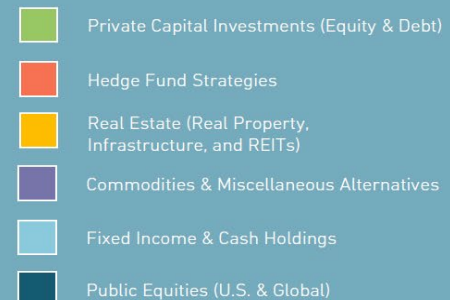 Private Capital Investments (Equity & Debt)
Hedge Fund Strategies
Real Estate (Real Property,
Infrastructure, and REITs)
Commodities & Miscellaneous Alternatives
Fixed Income & Cash Holdings
Public Equities (U.S. & Global)